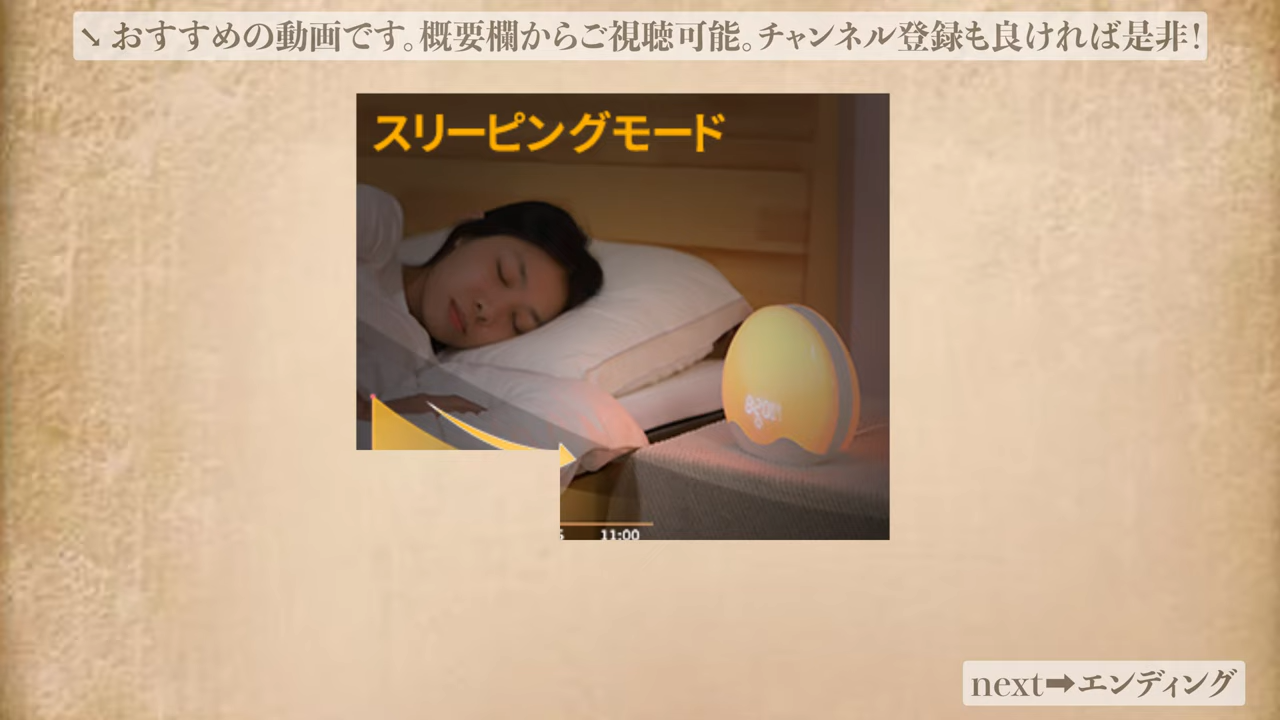 ↘ おすすめの動画です。概要欄からご視聴可能。チャンネル登録も良ければ是非!
スリーピングモード
11:00
next➡エンディング